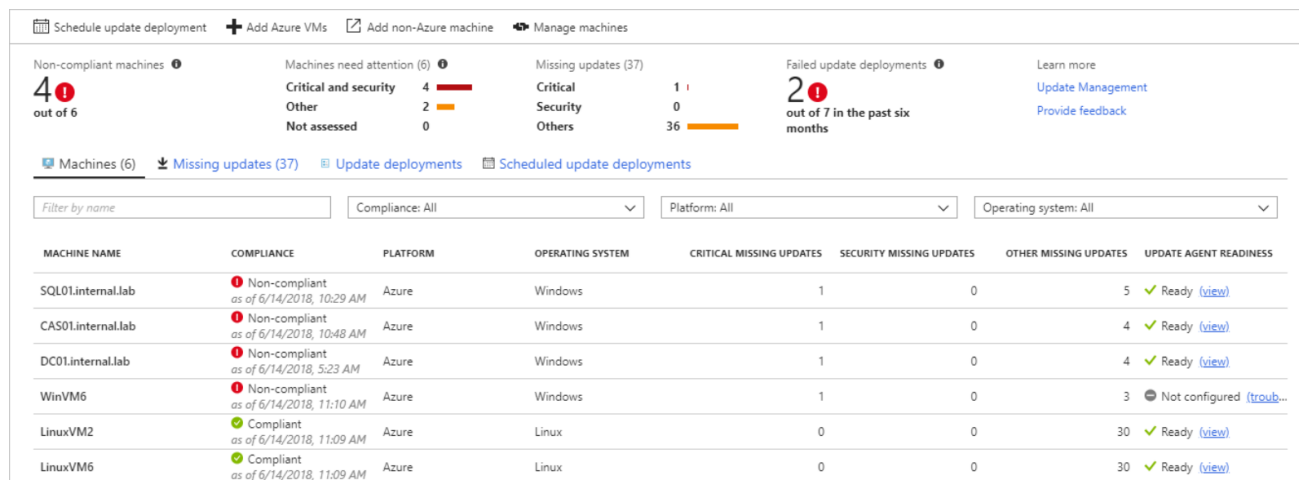 Schedule update deployment Add Azure VMs Add non-Azure machine Manage machines
Non-compliant machines Machines need attention (6) Missing updates (37) Failed update deployments Learn more
4 Critical and security 4 Critical 1 2 Update Management
out of 6 Other 2 Security 0 out of 7 in the past six Provide feedback
Not assessed 0 Others 36 months
Machines (6) Missing updates (37) Update deployments Scheduled update deployments
Filter by name Compliance: All Platform: All Operating system: All
MACHINE NAME COMPLIANCE PLATFORM OPERATING SYSTEM CRITICAL MISSING UPDATES SECURITY MISSING UPDATES OTHER MISSING UPDATES UPDATE AGENT READINESS
SQL01.internal.lab Non-compliant Azure Windows 1 0 5 Ready (view)
as of 6/14/2018, 10:29 AM
CAS01.internal.lab Non-compliant Azure Windows 1 0 4 Ready (view)
as of 6/14/2018, 10:48 AM
DC01.internal.lab Non-compliant Azure Windows 1 0 4 Ready (view)
as of 6/14/2018, 5:23 AM
WinVM6 Non-compliant Azure Windows 1 0 3 Not configured (troub...
as of 6/14/2018, 11:10 AM
LinuxVM2 Compliant Azure Linux 0 0 30 Ready (view)
as of 6/14/2018, 11:09 AM
LinuxVM6 Compliant Azure Linux 0 0 30 Ready (view)
as of 6/14/2018, 11:09 AM